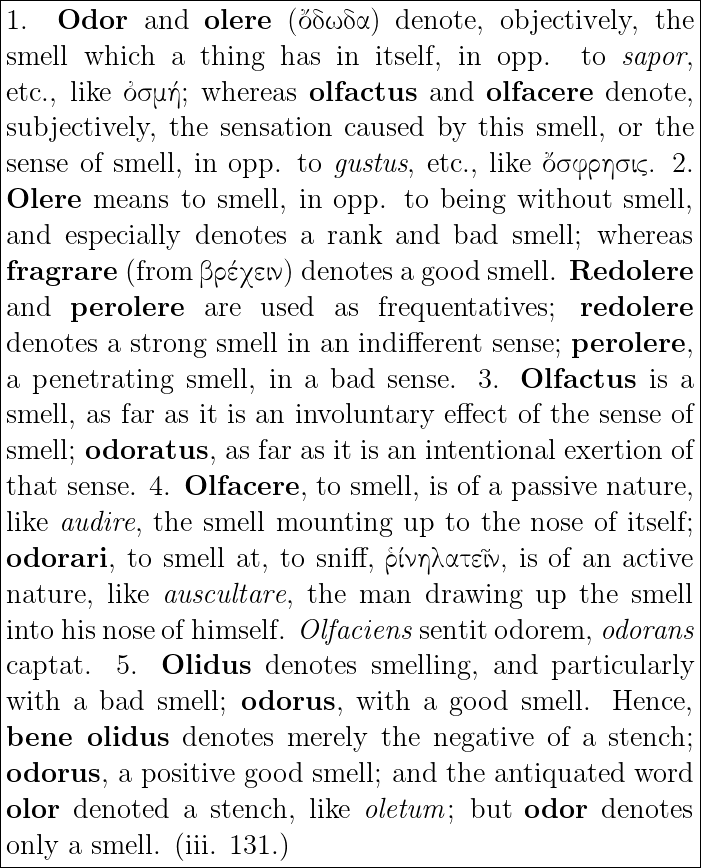 1. Odor and olere (ὄδωδα) denote, objectively, the
smell which a thing has in itself, in opp. to sapor,
etc., like ὀσμή; whereas olfactus and olfacere denote,
subjectively, the sensation caused by this smell, or the
sense of smell, in opp. to gustus, etc., like ὄσφρησις. 2.
Olere means to smell, in opp. to being without smell,
and especially denotes a rank and bad smell; whereas
fragrare (from βρέχειν) denotes a good smell. Redolere
and perolere are used as frequentatives; redolere
denotes a strong smell in an indifferent sense; perolere,
a penetrating smell, in a bad sense. 3. Olfactus is a
smell, as far as it is an involuntary effect of the sense of
smell; odoratus, as far as it is an intentional exertion of
that sense. 4. Olfacere, to smell, is of a passive nature,
like audire, the smell mounting up to the nose of itself;
odorari, to smell at, to sniff, ῥίνηλατεῖν, is of an active
nature, like auscultare, the man drawing up the smell
into his nose of himself. Olfaciens sentit odorem, odorans
captat. 5. Olidus denotes smelling, and particularly
with a bad smell; odorus, with a good smell. Hence,
bene olidus denotes merely the negative of a stench;
odorus, a positive good smell; and the antiquated word
olor denoted a stench, like oletum; but odor denotes
only a smell. (iii. 131.)